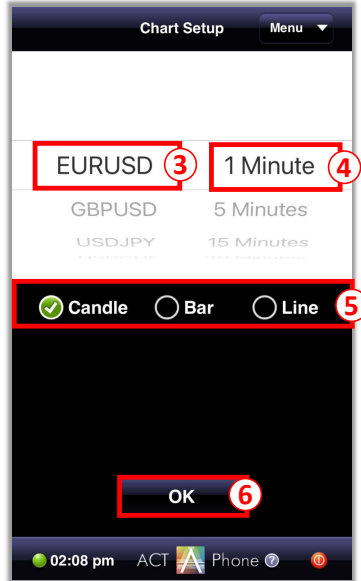 Chart Setup Menu
EURUSD ③ 1 Minute ④
GBPUSD 5 Minutes
USDJPY 15 Minutes
Candle Bar Line ⑤
OK ⑥
02:08 pm ACT Phone ?